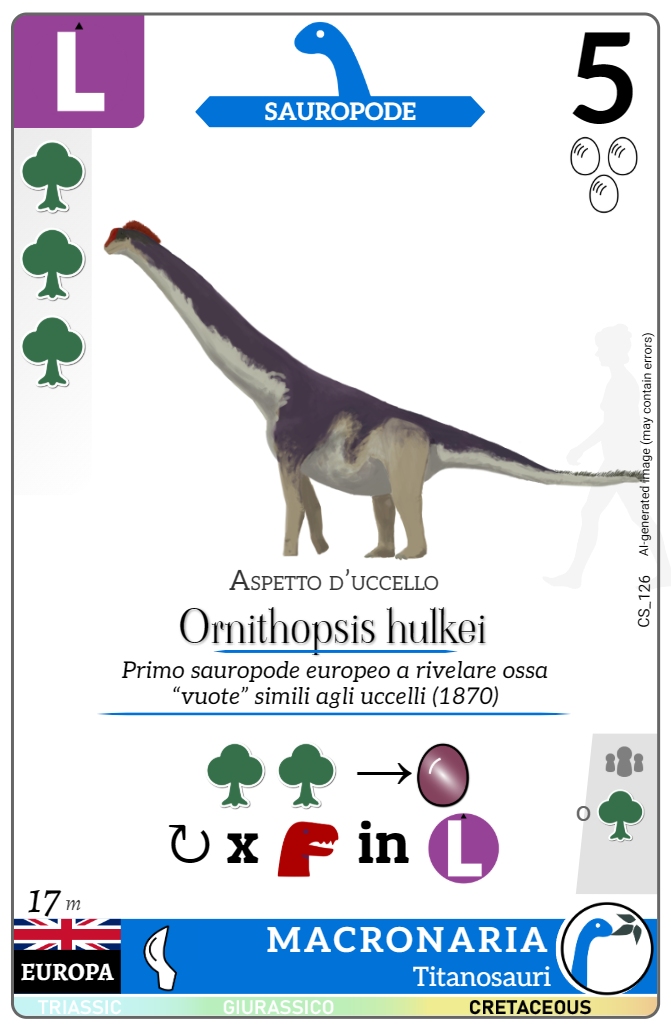 L
SAUROPODE
5
AI-generated image (may contain errors)
CS_126
Aspetto d'uccello
Ornithopsis hulkei
Primo sauropode europeo a rivelare ossa
“vuote” simili agli uccelli (1870)
x in L
o
17 m
EUROPA
MACRONARIA
Titanosauri
TRIASSIC GIURASSICO CRETACEOUS